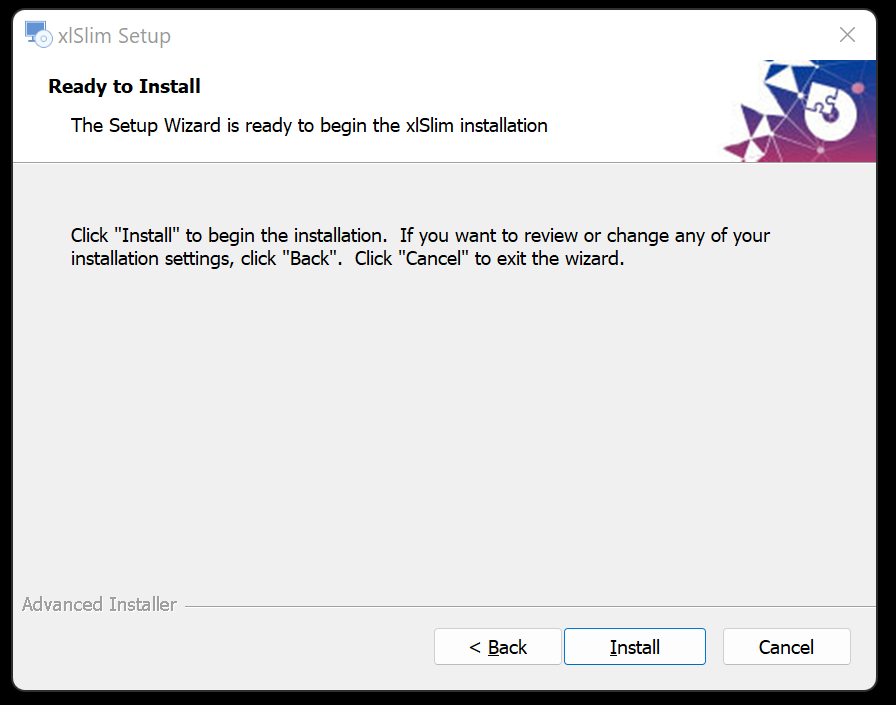 xlSlim Setup
Ready to Install
The Setup Wizard is ready to begin the xlSlim installation
Click "Install" to begin the installation.  If you want to review or change any of your
installation settings, click "Back".  Click "Cancel" to exit the wizard.
Advanced Installer
< Back
Install
Cancel